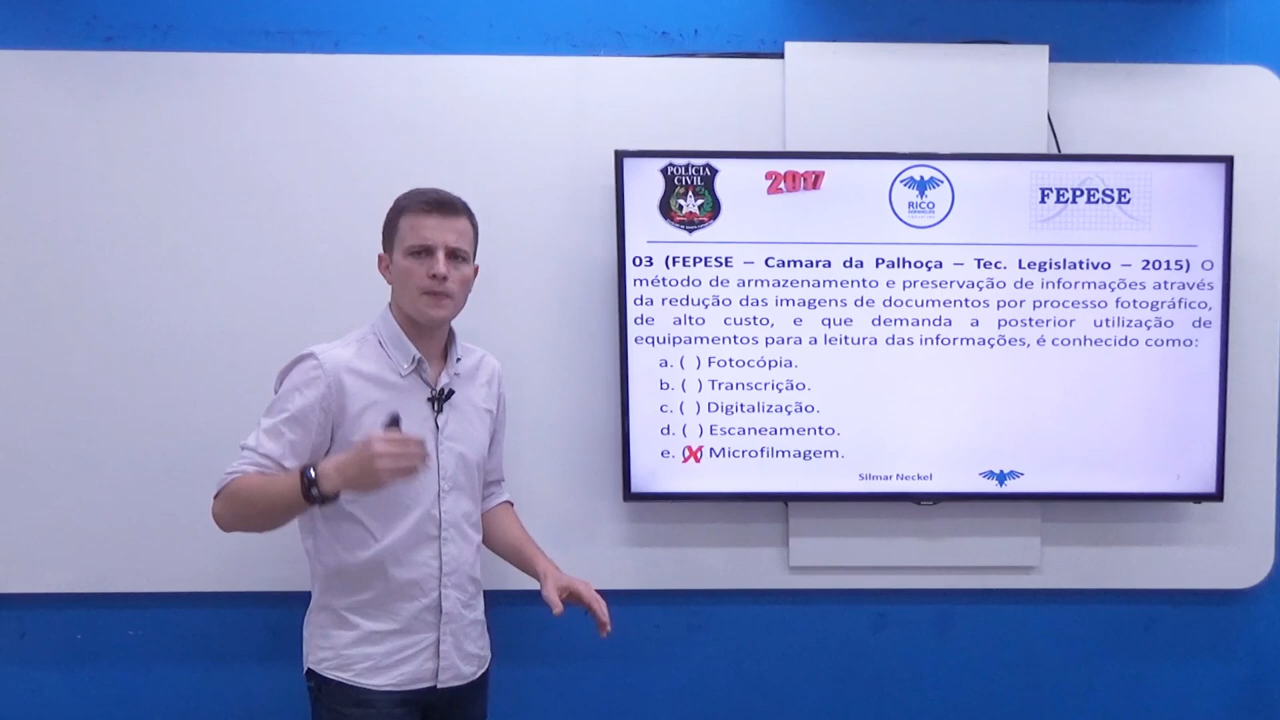 POLÍCIA
CIVIL
2017
RICO
FEPESE
03 (FEPESE – Camara da Palhoça – Tec. Legislativo – 2015) O
método de armazenamento e preservação de informações através
da redução das imagens de documentos por processo fotográfico,
de alto custo, e que demanda a posterior utilização de
equipamentos para a leitura das informações, é conhecido como:
a. ( ) Fotocópia.
b. ( ) Transcrição.
c. ( ) Digitalização.
d. ( ) Escaneamento.
e. (X) Microfilmagem.
Silmar Neckel